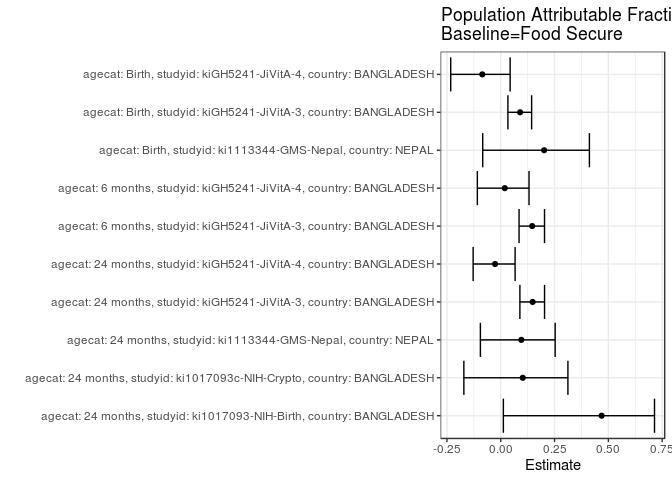 Population Attributable Fracti
Baseline=Food Secure
agecat: Birth, studyid: kiGH5241-JiVitA-4, country: BANGLADESH
agecat: Birth, studyid: kiGH5241-JiVitA-3, country: BANGLADESH
agecat: Birth, studyid: ki1113344-GMS-Nepal, country: NEPAL
agecat: 6 months, studyid: kiGH5241-JiVitA-4, country: BANGLADESH
agecat: 6 months, studyid: kiGH5241-JiVitA-3, country: BANGLADESH
agecat: 24 months, studyid: kiGH5241-JiVitA-4, country: BANGLADESH
agecat: 24 months, studyid: kiGH5241-JiVitA-3, country: BANGLADESH
agecat: 24 months, studyid: ki1113344-GMS-Nepal, country: NEPAL
agecat: 24 months, studyid: ki1017093c-NIH-Crypto, country: BANGLADESH
agecat: 24 months, studyid: ki1017093-NIH-Birth, country: BANGLADESH
-0.25 0.00 0.25 0.50 0.75
Estimate